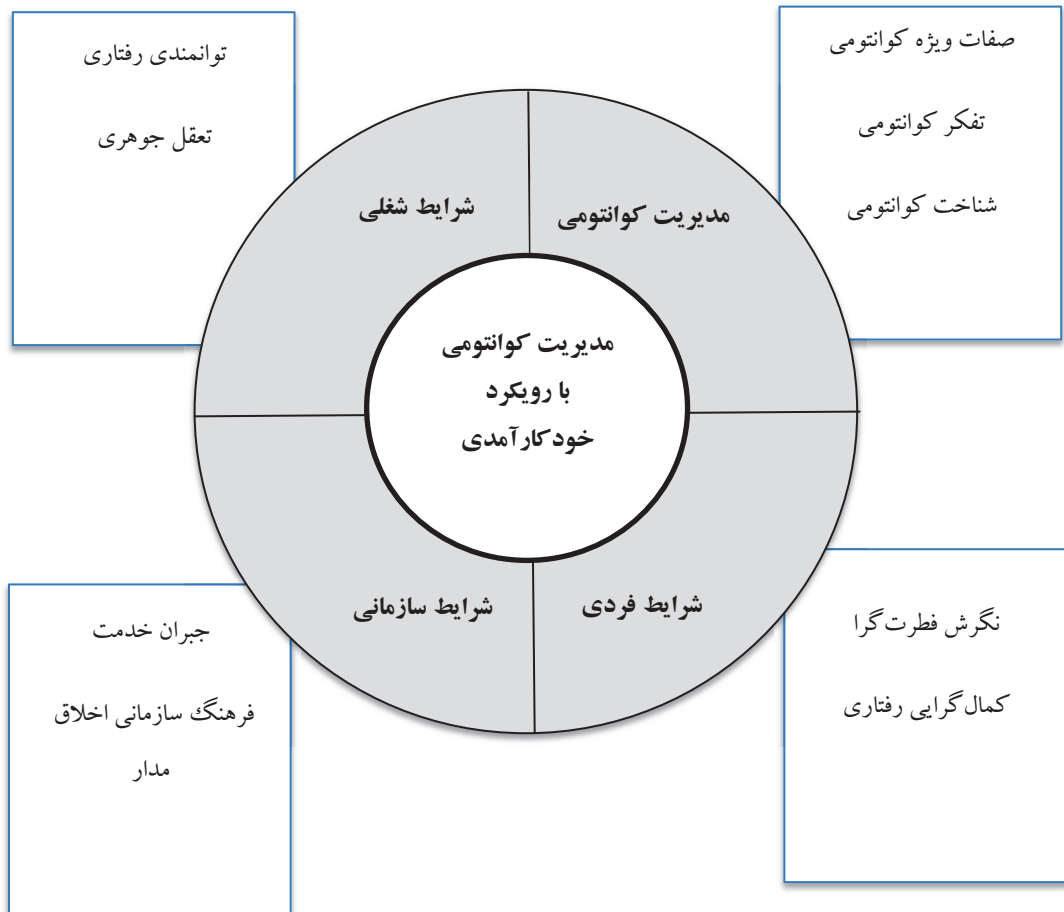 صفات ویژه کوانتومی
تفکر کوانتومی
شناخت کوانتومی
توانمندی رفتاری
تعقل جوهری
مدیریت کوانتومی
شرایط شغلی
مدیریت کوانتومی
با رویکرد
خودکارآمدی
شرایط فردی
شرایط سازمانی
نگرش فطرت‌گرا
کمال‌گرایی رفتاری
جبران خدمت
فرهنگ سازمانی اخلاق
مدار